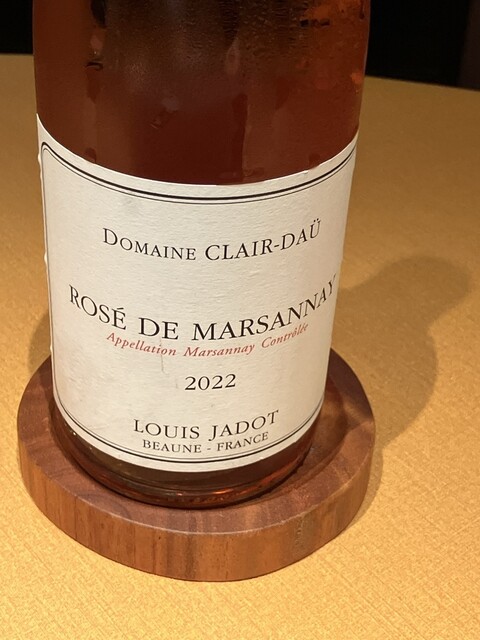 DOMAINE CLAIR-DAÜ
ROSÉ DE MARSANNAY
Appellation Marsannay Contrôlée
2022
LOUIS JADOT
BEAUNE - FRANCE